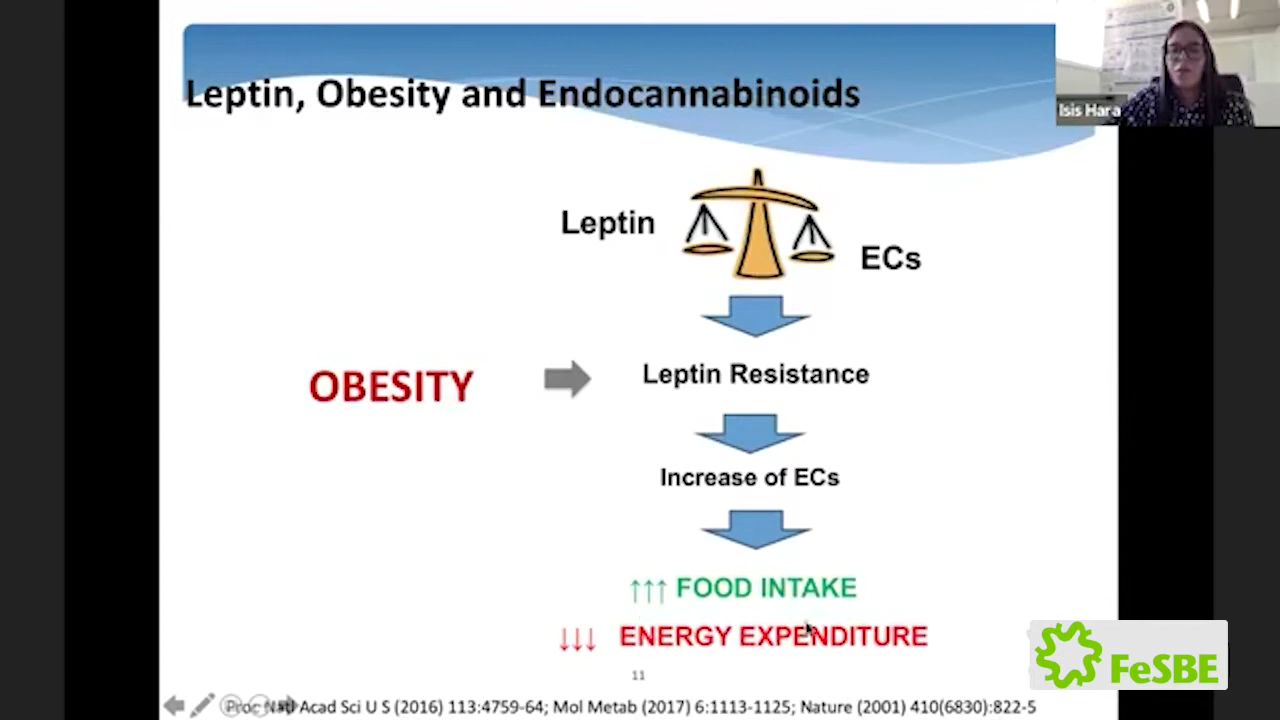 Leptin, Obesity and Endocannabinoids
Isis Hara
Leptin
ECs
OBESITY
Leptin Resistance
Increase of ECs
↑↑↑ FOOD INTAKE
↓↓↓ ENERGY EXPENDITURE
11
FeSBE
Proc Natl Acad Sci U S (2016) 113:4759-64; Mol Metab (2017) 6:1113-1125; Nature (2001) 410(6830):822-5